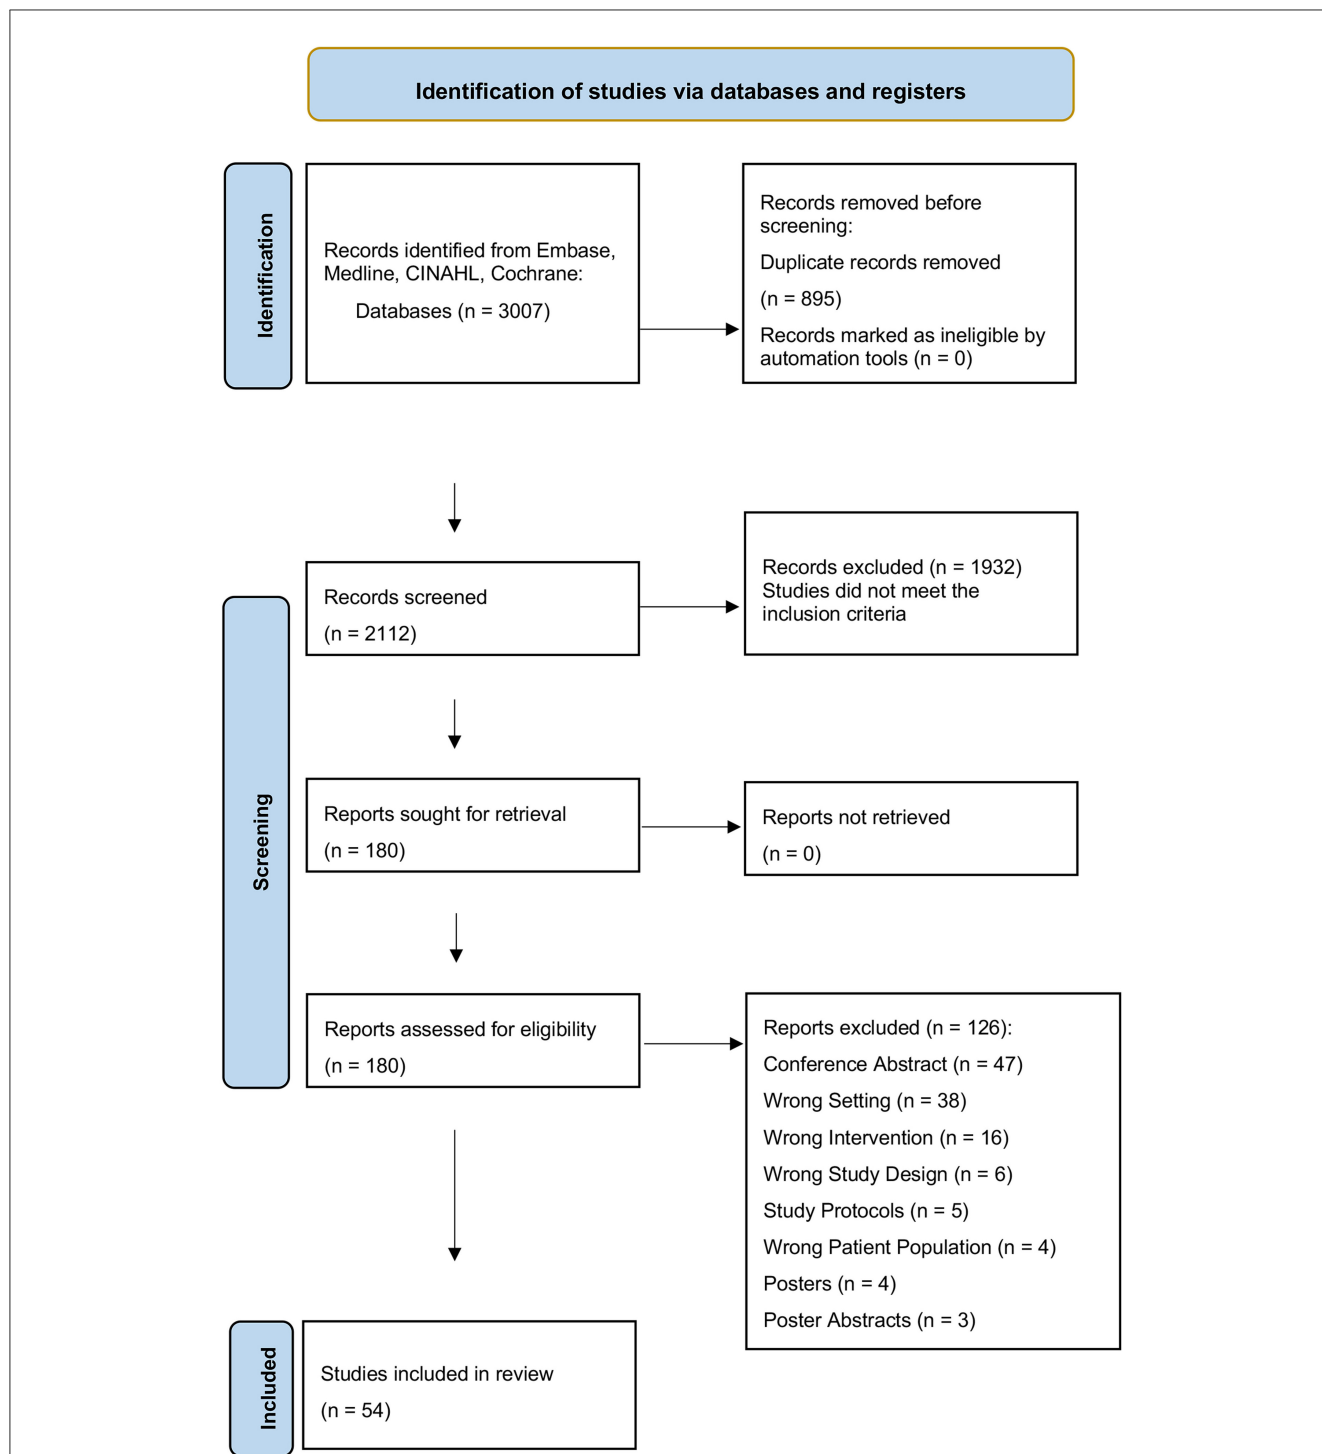 Identification of studies via databases and registers
Identification
Records identified from Embase,
Medline, CINAHL, Cochrane:
Databases (n = 3007)
Records removed before
screening:
Duplicate records removed
(n = 895)
Records marked as ineligible by
automation tools (n = 0)
Screening
Records screened
(n = 2112)
Records excluded (n = 1932)
Studies did not meet the
inclusion criteria
Reports sought for retrieval
(n = 180)
Reports not retrieved
(n = 0)
Reports assessed for eligibility
(n = 180)
Reports excluded (n = 126):
Conference Abstract (n = 47)
Wrong Setting (n = 38)
Wrong Intervention (n = 16)
Wrong Study Design (n = 6)
Study Protocols (n = 5)
Wrong Patient Population (n = 4)
Posters (n = 4)
Poster Abstracts (n = 3)
Included
Studies included in review
(n = 54)